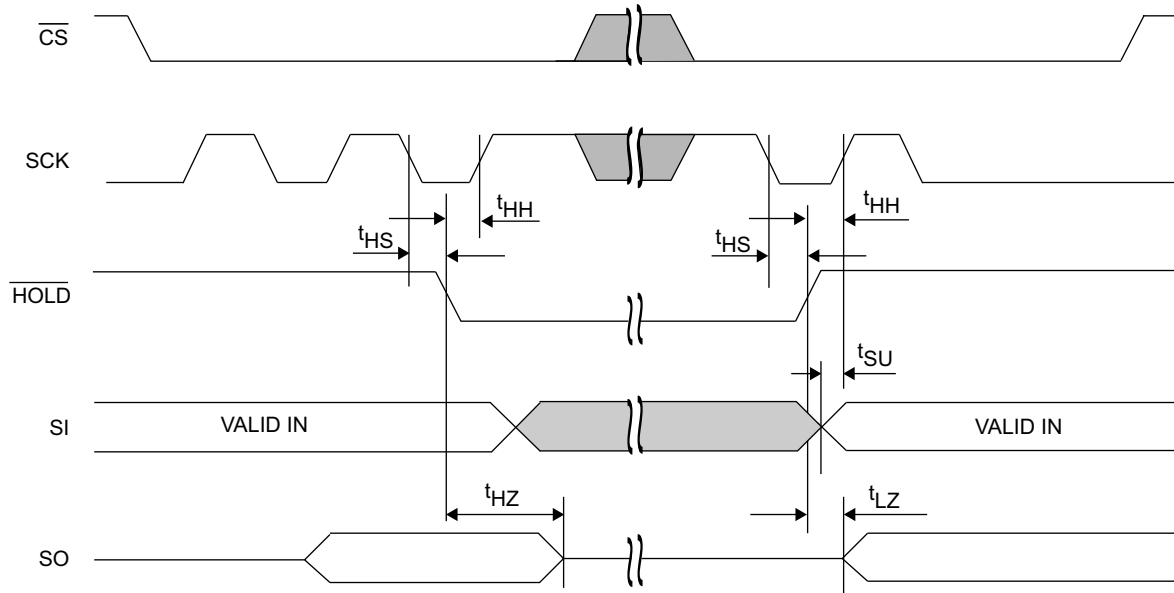 CS
SCK
tHH
tHH
tHS
tHS
HOLD
tSU
SI
VALID IN
VALID IN
tHZ
tLZ
SO